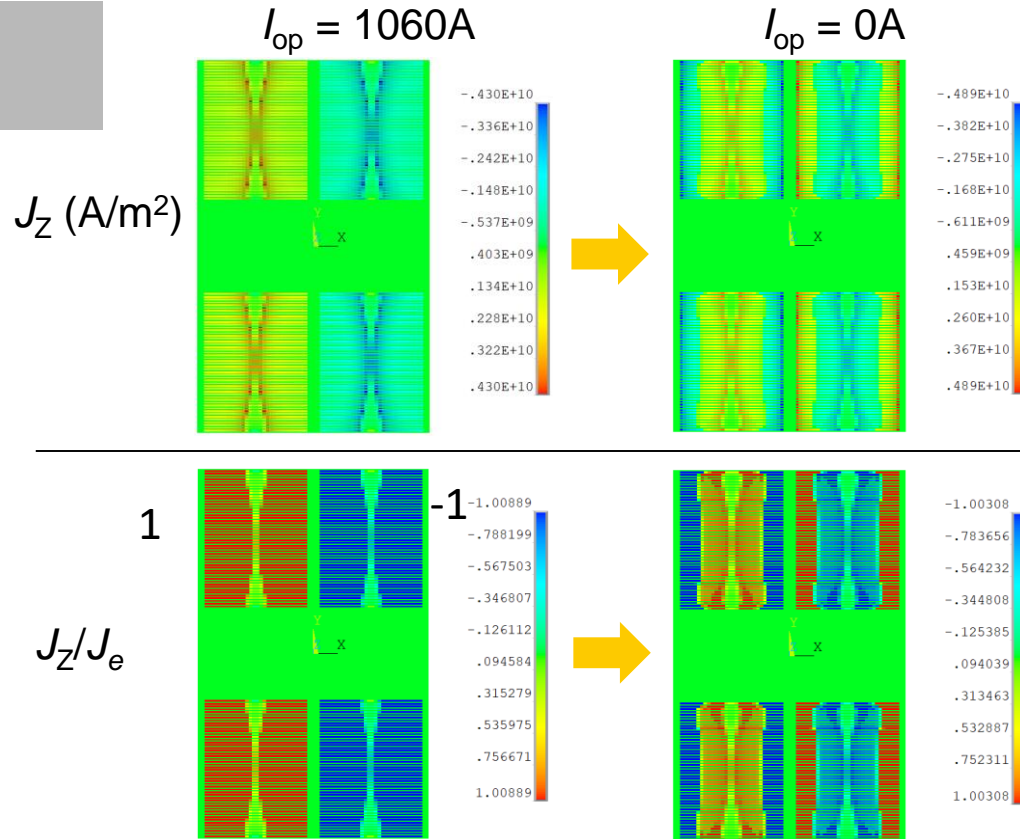 Iop = 1060A
Iop = 0A
JZ (A/m2)
Y
X
-.430E+10
-.336E+10
-.242E+10
-.148E+10
-.537E+09
.403E+09
.134E+10
.228E+10
.322E+10
.430E+10
Y
X
-.489E+10
-.382E+10
-.275E+10
-.168E+10
-.611E+09
.459E+09
.153E+10
.260E+10
.367E+10
.489E+10
JZ/Je
1
-1
Y
X
-1.00889
-.788199
-.567503
-.346807
-.126112
.094584
.315279
.535975
.756671
1.00889
Y
X
-1.00308
-.783656
-.564232
-.344808
-.125385
.094039
.313463
.532887
.752311
1.00308